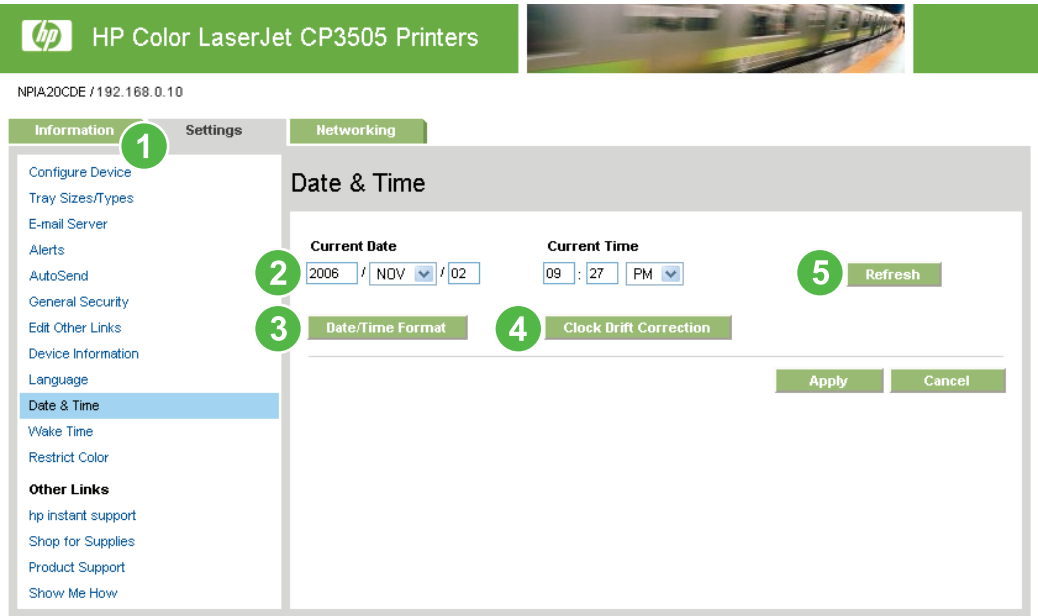 hp HP Color LaserJet CP3505 Printers
NPIA20CDE / 192.168.0.10
Information 1 Settings Networking
Configure Device
Tray Sizes/Types
E-mail Server
Alerts
AutoSend
General Security
Edit Other Links
Device Information
Language
Date & Time
Wake Time
Restrict Color
Other Links
hp instant support
Shop for Supplies
Product Support
Show Me How
Date & Time
Current Date Current Time
2 2006 / NOV / 02 09 : 27 PM 5 Refresh
3 Date/Time Format 4 Clock Drift Correction
Apply Cancel